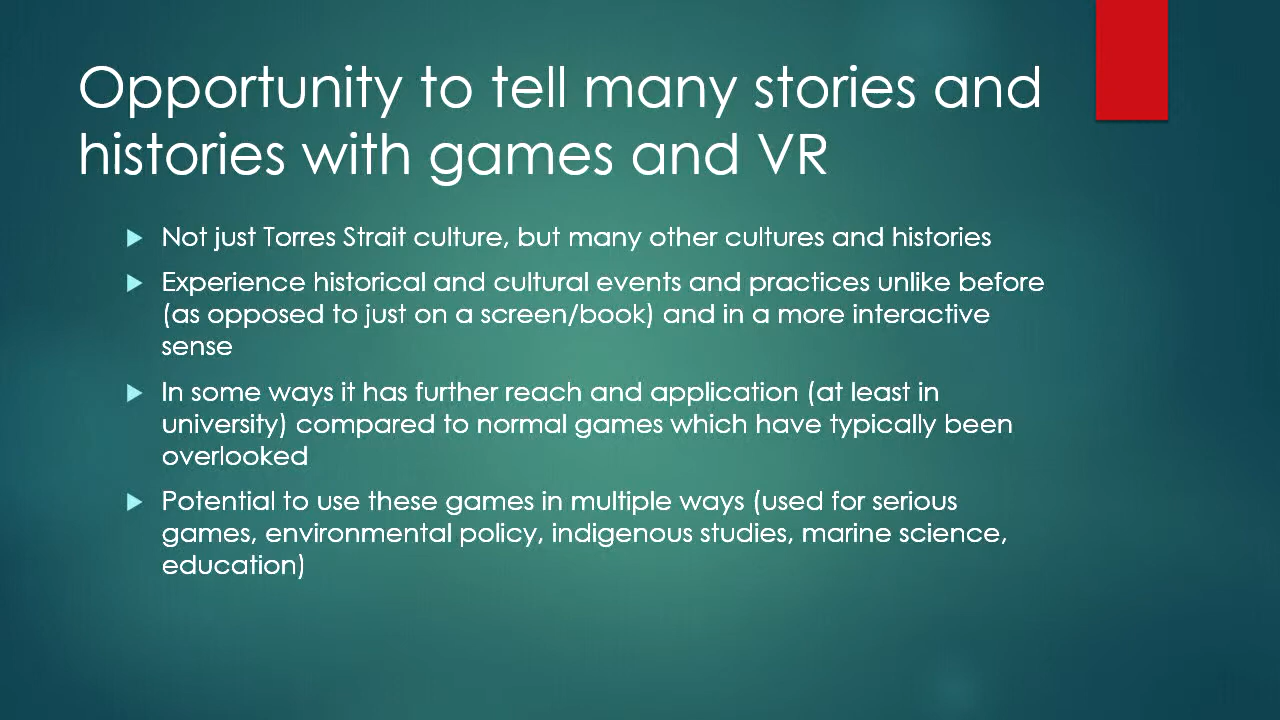 Opportunity to tell many stories and
histories with games and VR
Not just Torres Strait culture, but many other cultures and histories
Experience historical and cultural events and practices unlike before
(as opposed to just on a screen/book) and in a more interactive
sense
In some ways it has further reach and application (at least in
university) compared to normal games which have typically been
overlooked
Potential to use these games in multiple ways (used for serious
games, environmental policy, indigenous studies, marine science,
education)